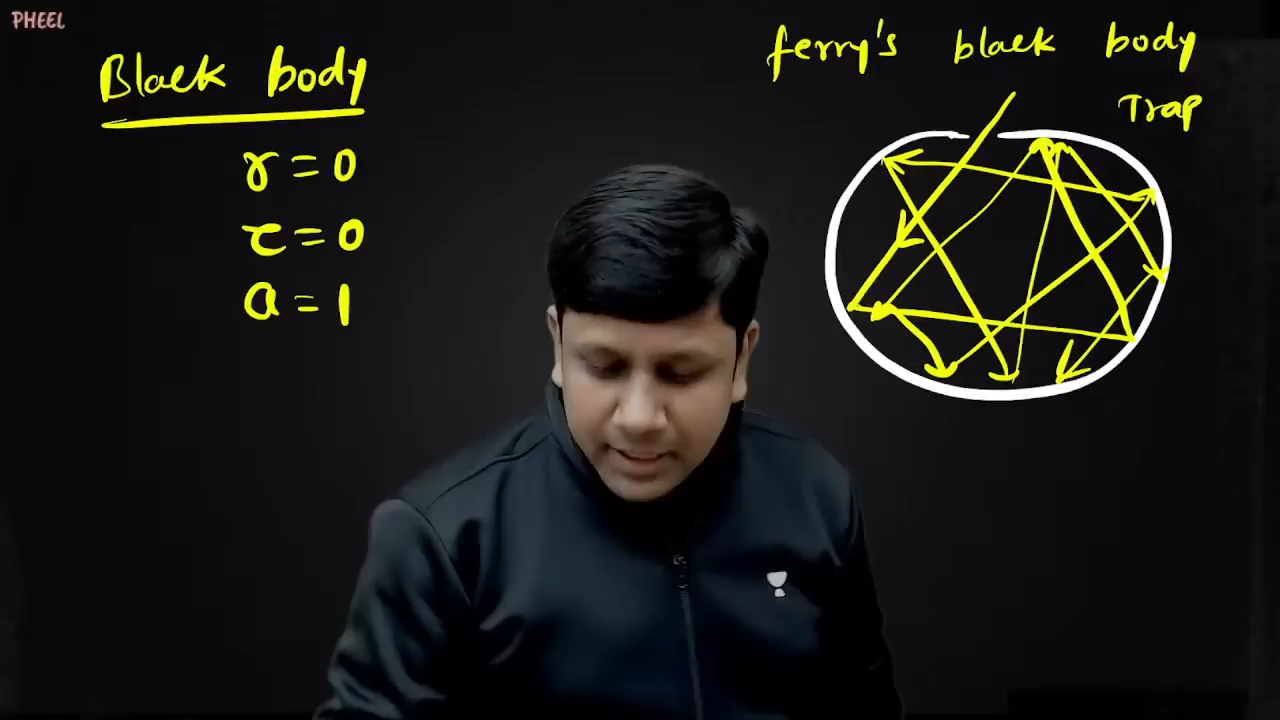 PHEEL
Black body
r = 0
τ = 0
a = 1
ferry's black body
Trap